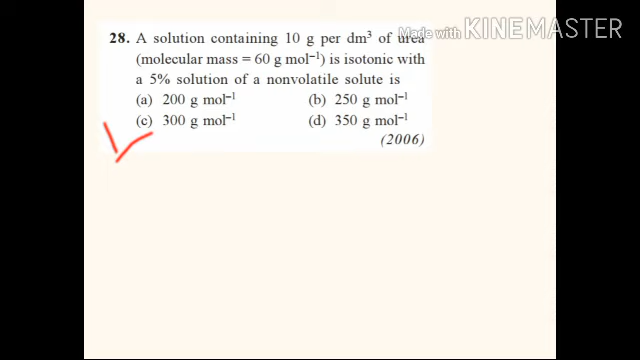 Made with KINEMASTER
28. A solution containing 10 g per dm³ of urea
(molecular mass = 60 g mol⁻¹) is isotonic with
a 5% solution of a nonvolatile solute is
(a) 200 g mol⁻¹ (b) 250 g mol⁻¹
(c) 300 g mol⁻¹ (d) 350 g mol⁻¹
(2006)